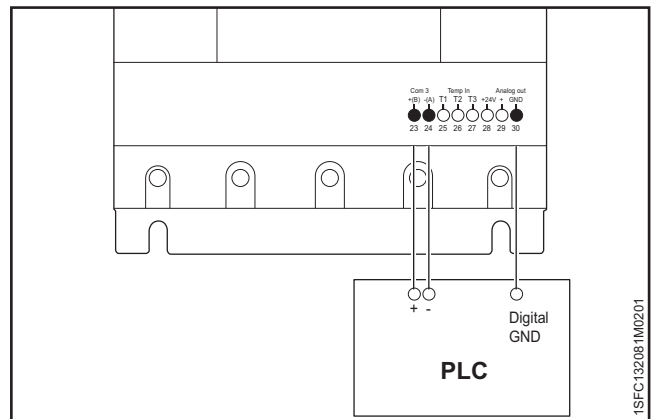 Com 3 Temp In Analog out
+(B) -(A) T1 T2 T3 +24V + GND
23 24 25 26 27 28 29 30
+ -
Digital
GND
PLC
1SFC132081M0201